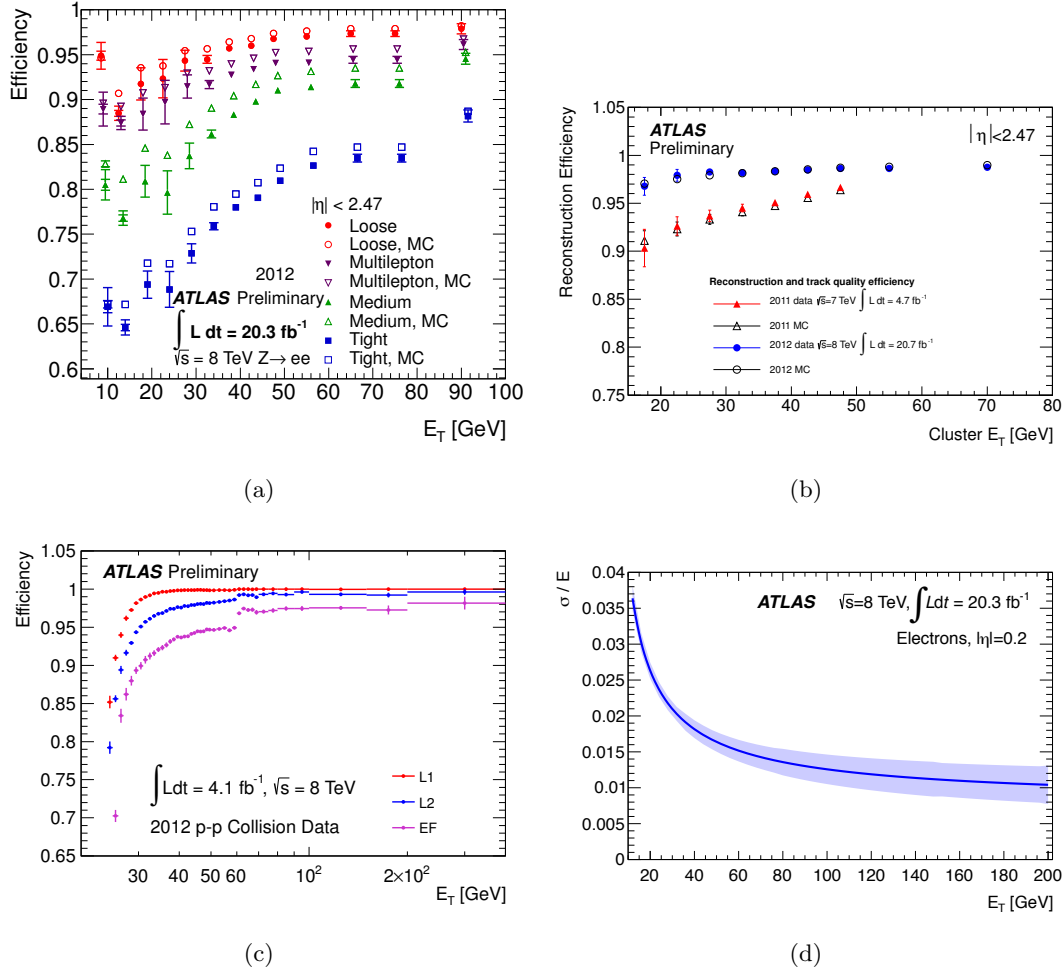 Efficiency
1
0.95
0.9
0.85
0.8
0.75
0.7
0.65
0.6
|η| < 2.47
Loose
Loose, MC
Multilepton
Multilepton, MC
Medium
Medium, MC
Tight
Tight, MC
2012
ATLAS Preliminary
∫ L dt = 20.3 fb⁻¹
√s = 8 TeV Z→ ee
10 20 30 40 50 60 70 80 90 100
E_T [GeV]
(a)
Reconstruction Efficiency
1.05
1
0.95
0.9
0.85
0.8
0.75
ATLAS
Preliminary
| η|<2.47
Reconstruction and track quality efficiency
2011 data √s=7 TeV ∫ L dt = 4.7 fb⁻¹
2011 MC
2012 data √s=8 TeV ∫ L dt = 20.7 fb⁻¹
2012 MC
20 30 40 50 60 70 80
Cluster E_T [GeV]
(b)
Efficiency
1.05
1
0.95
0.9
0.85
0.8
0.75
0.7
0.65
ATLAS Preliminary
∫ Ldt = 4.1 fb⁻¹, √s = 8 TeV
2012 p-p Collision Data
L1
L2
EF
30 40 50 60 10² 2×10²
E_T [GeV]
(c)
σ / E
0.04
0.035
0.03
0.025
0.02
0.015
0.01
0.005
0
ATLAS √s=8 TeV, ∫Ldt = 20.3 fb⁻¹
Electrons, |η|=0.2
20 40 60 80 100 120 140 160 180 200
E_T [GeV]
(d)